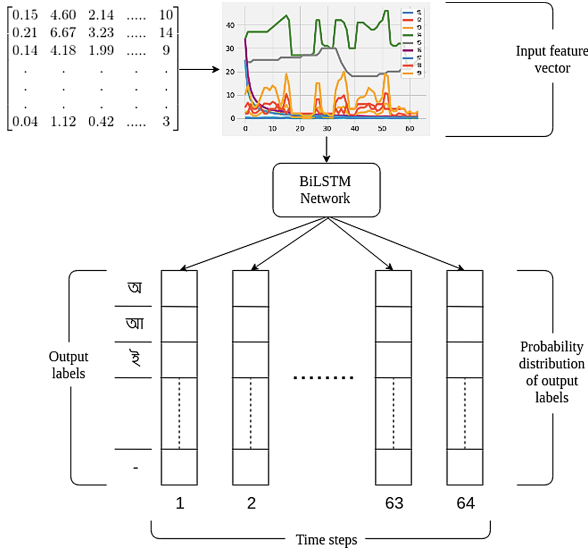 0.15 4.60 2.14 ..... 10
0.21 6.67 3.23 ..... 14
0.14 4.18 1.99 ..... 9
. . . . .
. . . . .
. . . . .
0.04 1.12 0.42 ..... 3
40
30
20
10
0
0 10 20 30 40 50 60
Input feature
vector
BiLSTM
Network
অ
আ
ই
-
Output
labels
.........
Probability
distribution
of output
labels
1 2 63 64
Time steps